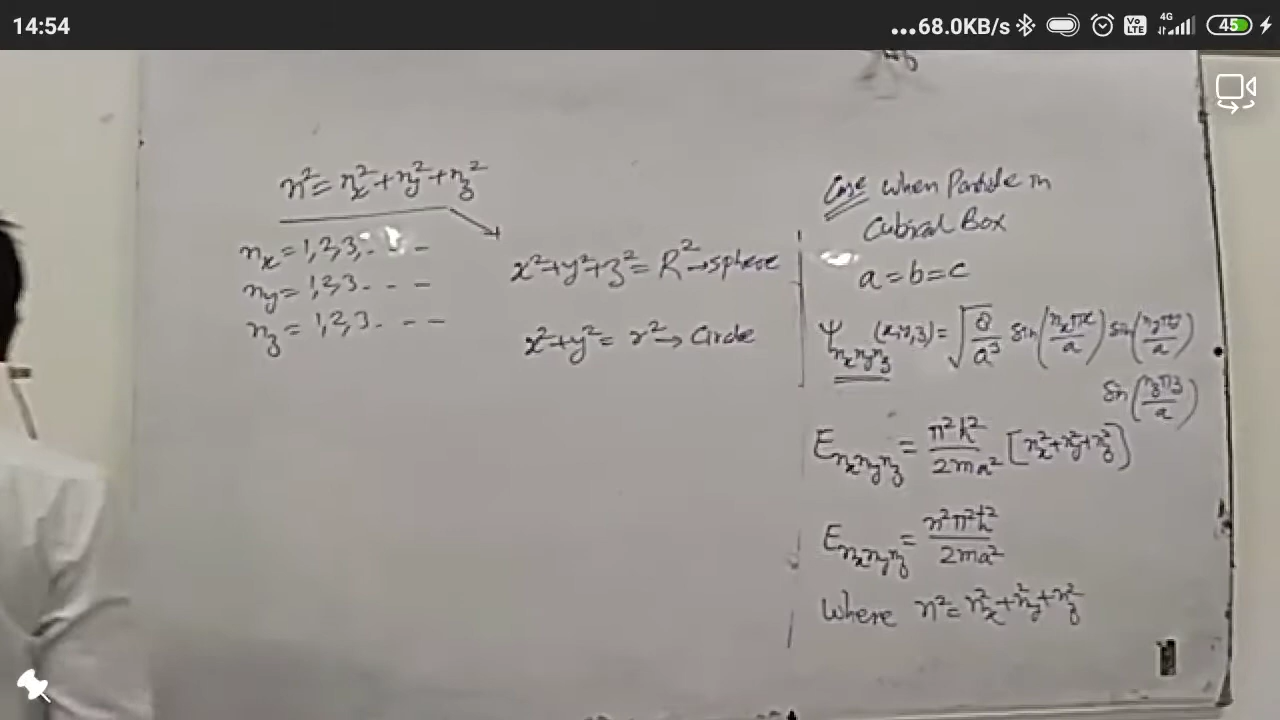 14:54
...68.0KB/s
4G
Vo LTE
45
n² = nx² + ny² + nz²
nx = 1,2,3,. - -
ny = 1,2,3 - - -
nz = 1,2,3. - - -
x²+y²+z² = R² → sphere
x²+y² = r² → Circle
Case When Particle in
Cubical Box
a = b = c
ψnxnynz (x,y,z) = √(8/a³) sin(nxπx/a) sin(nyπy/a)
sin(nzπz/a)
Enxnynz = π²ħ²/2ma² [nx²+ny²+nz²]
Enxnynz = n²π²ħ²/2ma²
Where n² = nx²+ny²+nz²